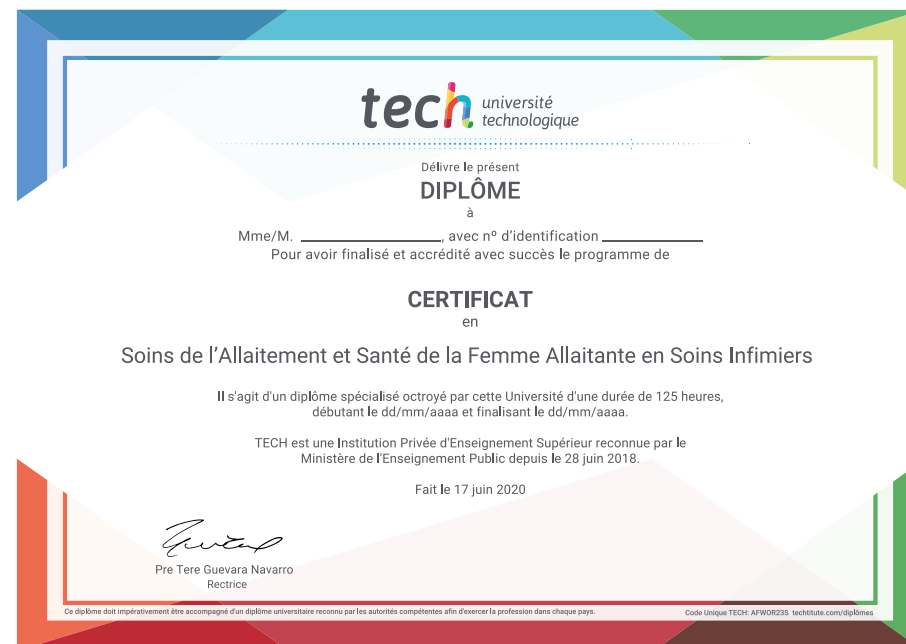 tech université
technologique
Délivre le présent
DIPLÔME
à
Mme/M. ____________________, avec nº d'identification ______________
Pour avoir finalisé et accrédité avec succès le programme de
CERTIFICAT
en
Soins de l'Allaitement et Santé de la Femme Allaitante en Soins Infimiers
Il s'agit d'un diplôme spécialisé octroyé par cette Université d'une durée de 125 heures,
débutant le dd/mm/aaaa et finalisant le dd/mm/aaaa.
TECH est une Institution Privée d'Enseignement Supérieur reconnue par le
Ministère de l'Enseignement Public depuis le 28 juin 2018.
Fait le 17 juin 2020
Pre Tere Guevara Navarro
Rectrice
Ce diplôme doit impérativement être accompagné d'un diplôme universitaire reconnu par les autorités compétentes afin d'exercer la profession dans chaque pays.
Code Unique TECH: AFWOR23S techtitute.com/diplômes